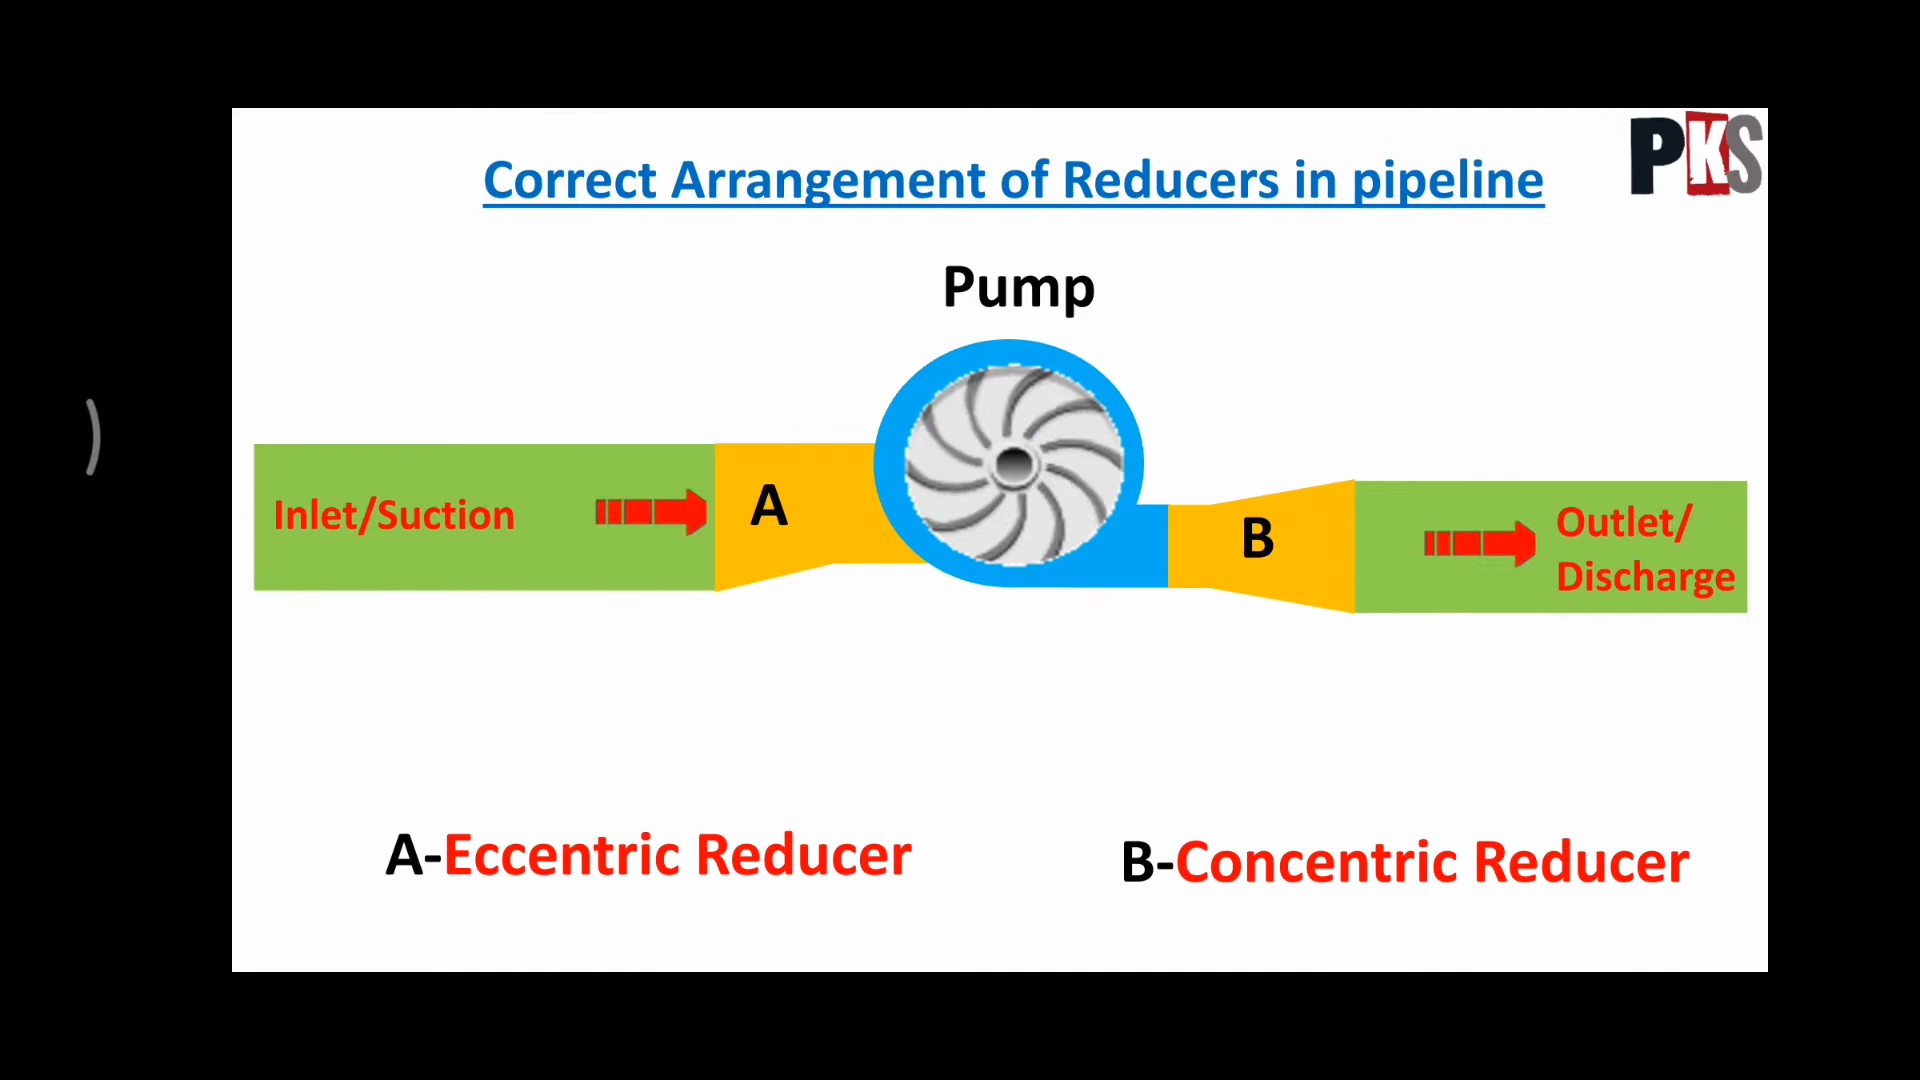 Correct Arrangement of Reducers in pipeline
PKS
Pump
Inlet/Suction
A
B
Outlet/
Discharge
A-Eccentric Reducer
B-Concentric Reducer